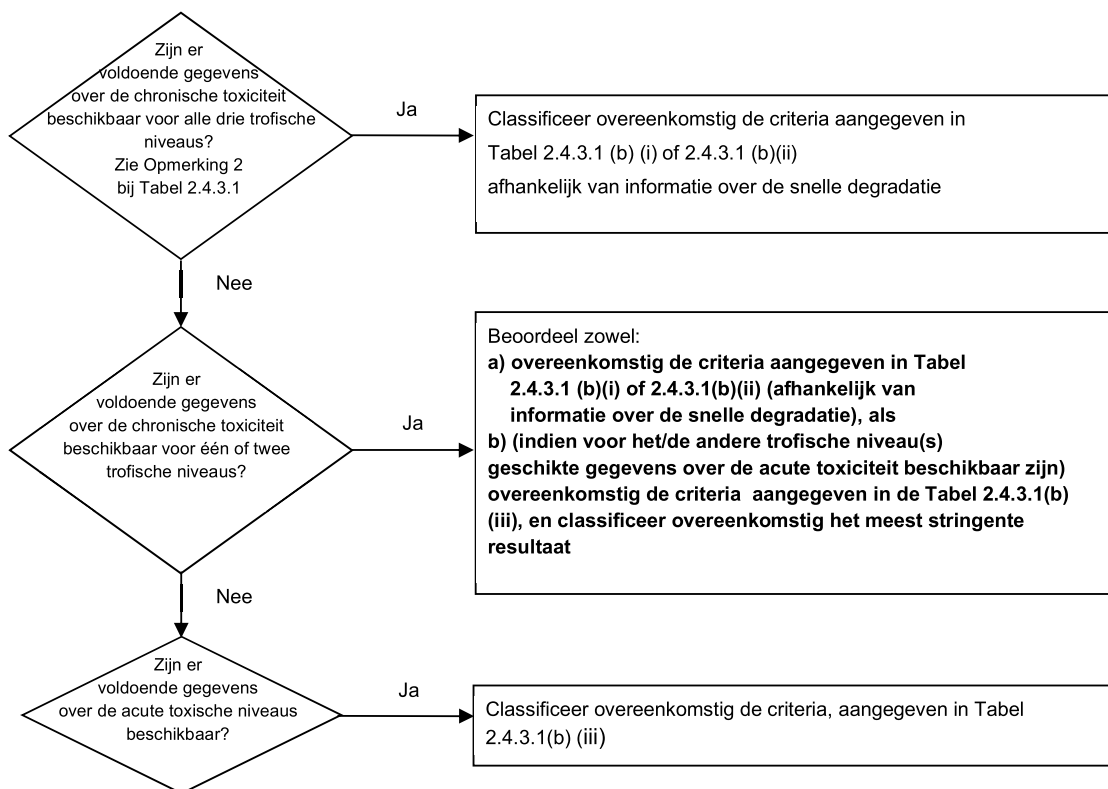 Zijn er
voldoende gegevens
over de chronische toxiciteit
beschikbaar voor alle drie trofische
niveaus?
Zie Opmerking 2
bij Tabel 2.4.3.1
Ja
Classificeer overeenkomstig de criteria aangegeven in
Tabel 2.4.3.1 (b) (i) of 2.4.3.1 (b)(ii)
afhankelijk van informatie over de snelle degradatie
Nee
Zijn er
voldoende gegevens
over de chronische toxiciteit
beschikbaar voor één of twee
trofische niveaus?
Ja
Beoordeel zowel:
a) overeenkomstig de criteria aangegeven in Tabel
2.4.3.1 (b)(i) of 2.4.3.1(b)(ii) (afhankelijk van
informatie over de snelle degradatie), als
b) (indien voor het/de andere trofische niveau(s)
geschikte gegevens over de acute toxiciteit beschikbaar zijn)
overeenkomstig de criteria aangegeven in de Tabel 2.4.3.1(b)
(iii), en classificeer overeenkomstig het meest stringente
resultaat
Nee
Zijn er
voldoende gegevens
over de acute toxische niveaus
beschikbaar?
Ja
Classificeer overeenkomstig de criteria, aangegeven in Tabel
2.4.3.1(b) (iii)